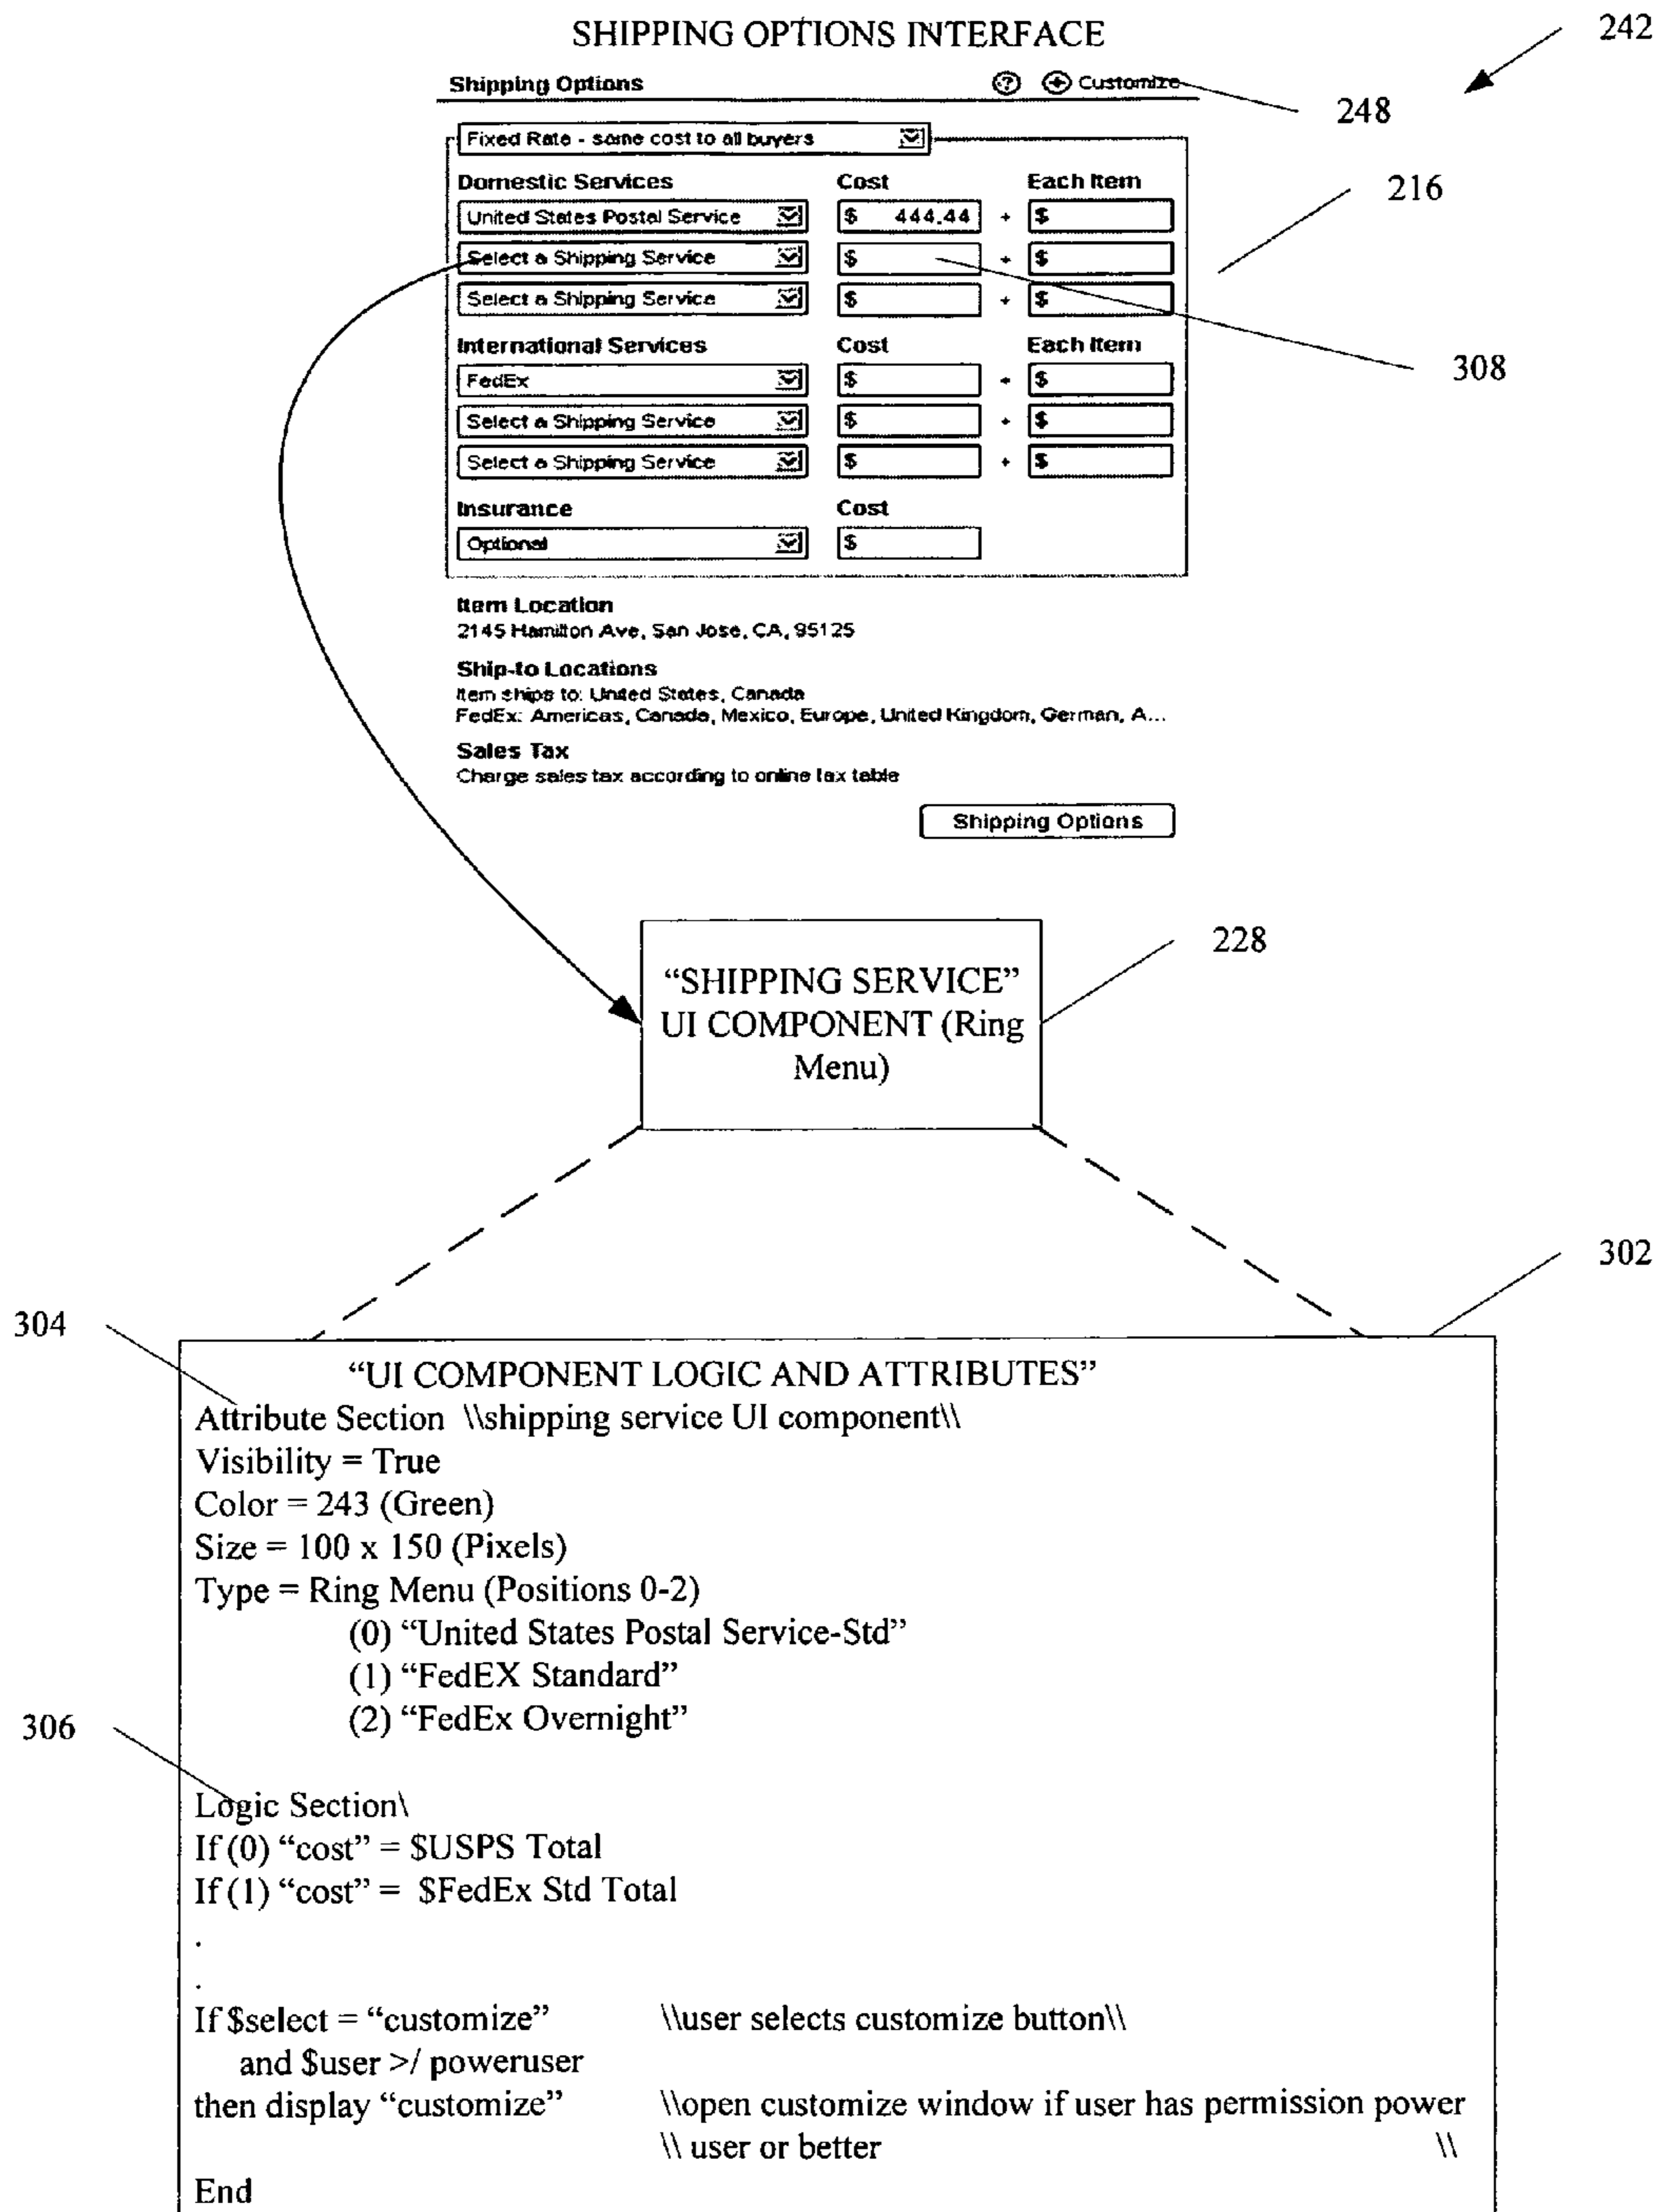 SHIPPING OPTIONS INTERFACE
242
Shipping Options ? Customize
248
Fixed Rate - same cost to all buyers
216
Domestic Services Cost Each Item
United States Postal Service $ 444.44 + $
Select a Shipping Service $ + $
Select a Shipping Service $ + $
International Services Cost Each Item
308
FedEx $ + $
Select a Shipping Service $ + $
Select a Shipping Service $ + $
Insurance Cost
Optional $
Item Location
2145 Hamilton Ave, San Jose, CA, 95125
Ship-to Locations
Item ships to: United States, Canada
FedEx: Americas, Canada, Mexico, Europe, United Kingdom, German, A...
Sales Tax
Charge sales tax according to online tax table
Shipping Options
228
“SHIPPING SERVICE”
UI COMPONENT (Ring
Menu)
302
304
“UI COMPONENT LOGIC AND ATTRIBUTES”
Attribute Section \\shipping service UI component\\
Visibility = True
Color = 243 (Green)
Size = 100 x 150 (Pixels)
Type = Ring Menu (Positions 0-2)
(0) “United States Postal Service-Std”
(1) “FedEX Standard”
(2) “FedEx Overnight”
306
Logic Section\
If (0) “cost” = $USPS Total
If (1) “cost” = $FedEx Std Total
.
.
If $select = “customize” \\user selects customize button\\
and $user >/ poweruser
then display “customize” \\open customize window if user has permission power
\\ user or better \\
End